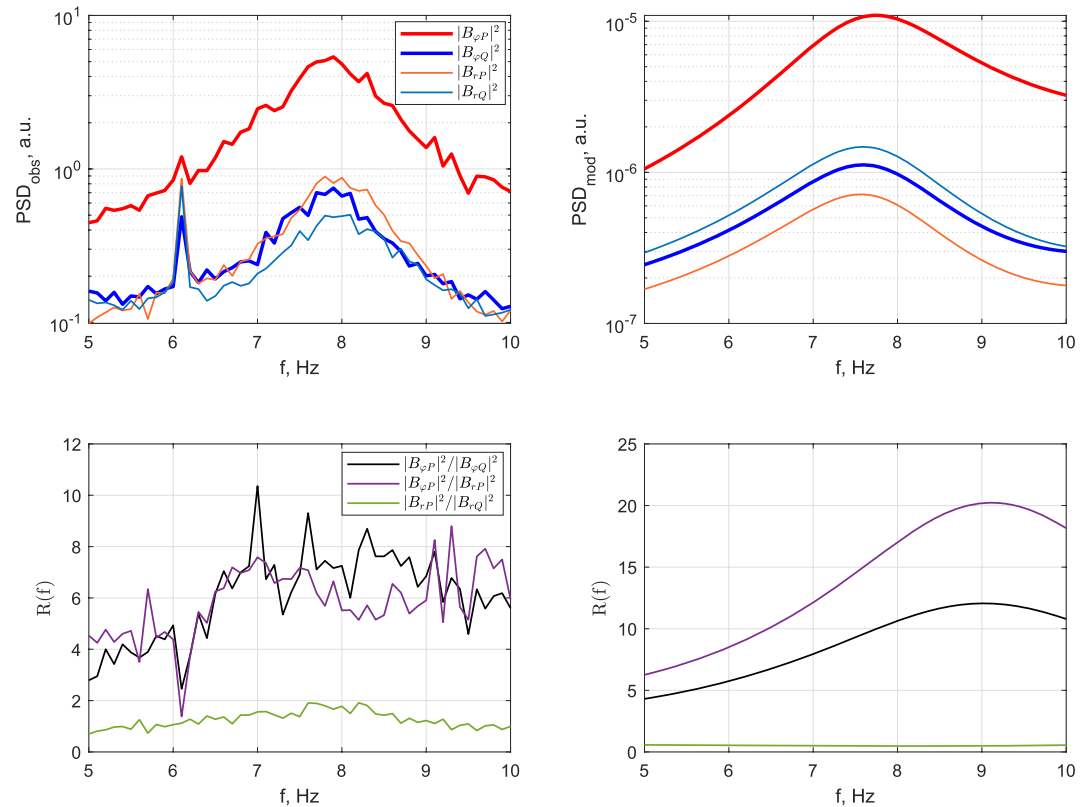 10^1
10^0
10^-1
PSD_obs, a.u.
|B_φP|^2
|B_φQ|^2
|B_rP|^2
|B_rQ|^2
5 6 7 8 9 10
f, Hz
10^-5
10^-6
10^-7
PSD_mod, a.u.
5 6 7 8 9 10
f, Hz
12
10
8
6
4
2
0
R(f)
|B_φP|^2/|B_φQ|^2
|B_φP|^2/|B_rP|^2
|B_rP|^2/|B_rQ|^2
5 6 7 8 9 10
f, Hz
25
20
15
10
5
0
R(f)
5 6 7 8 9 10
f, Hz